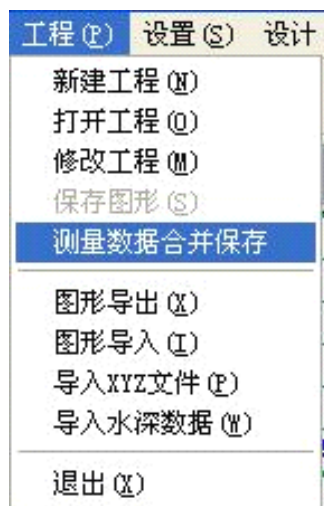 工程(P) 设置(S) 设计
新建工程(N)
打开工程(O)
修改工程(M)
保存图形(S)
测量数据合并保存
图形导出(X)
图形导入(I)
导入XYZ文件(P)
导入水深数据(W)
退出(X)